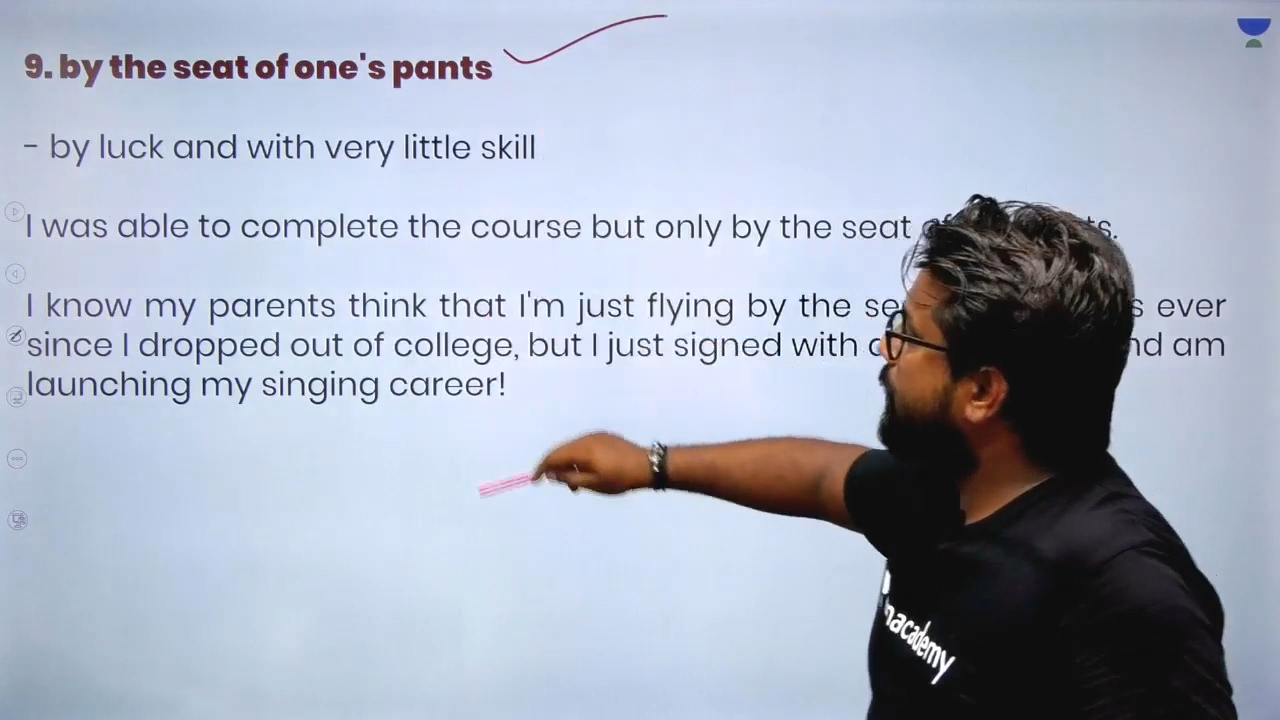 9. by the seat of one's pants
- by luck and with very little skill
I was able to complete the course but only by the seat
I know my parents think that I'm just flying by the ever
since I dropped out of college, but I just signed with am
launching my singing career!